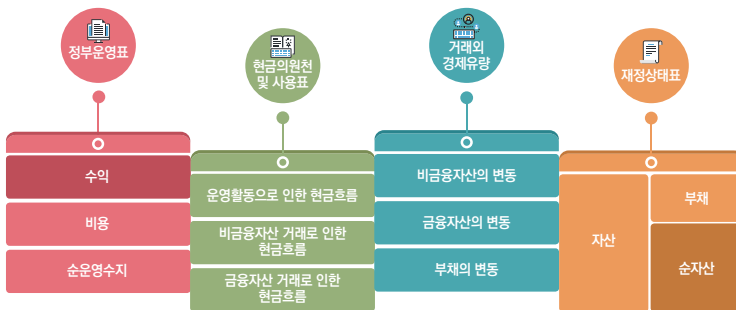 정부운영표
수익
비용
순운영수지
현금의원천
및 사용표
운영활동으로 인한 현금흐름
비금융자산 거래로 인한
현금흐름
금융자산 거래로 인한
현금흐름
거래외
경제유량
비금융자산의 변동
금융자산의 변동
부채의 변동
재정상태표
자산
부채
순자산